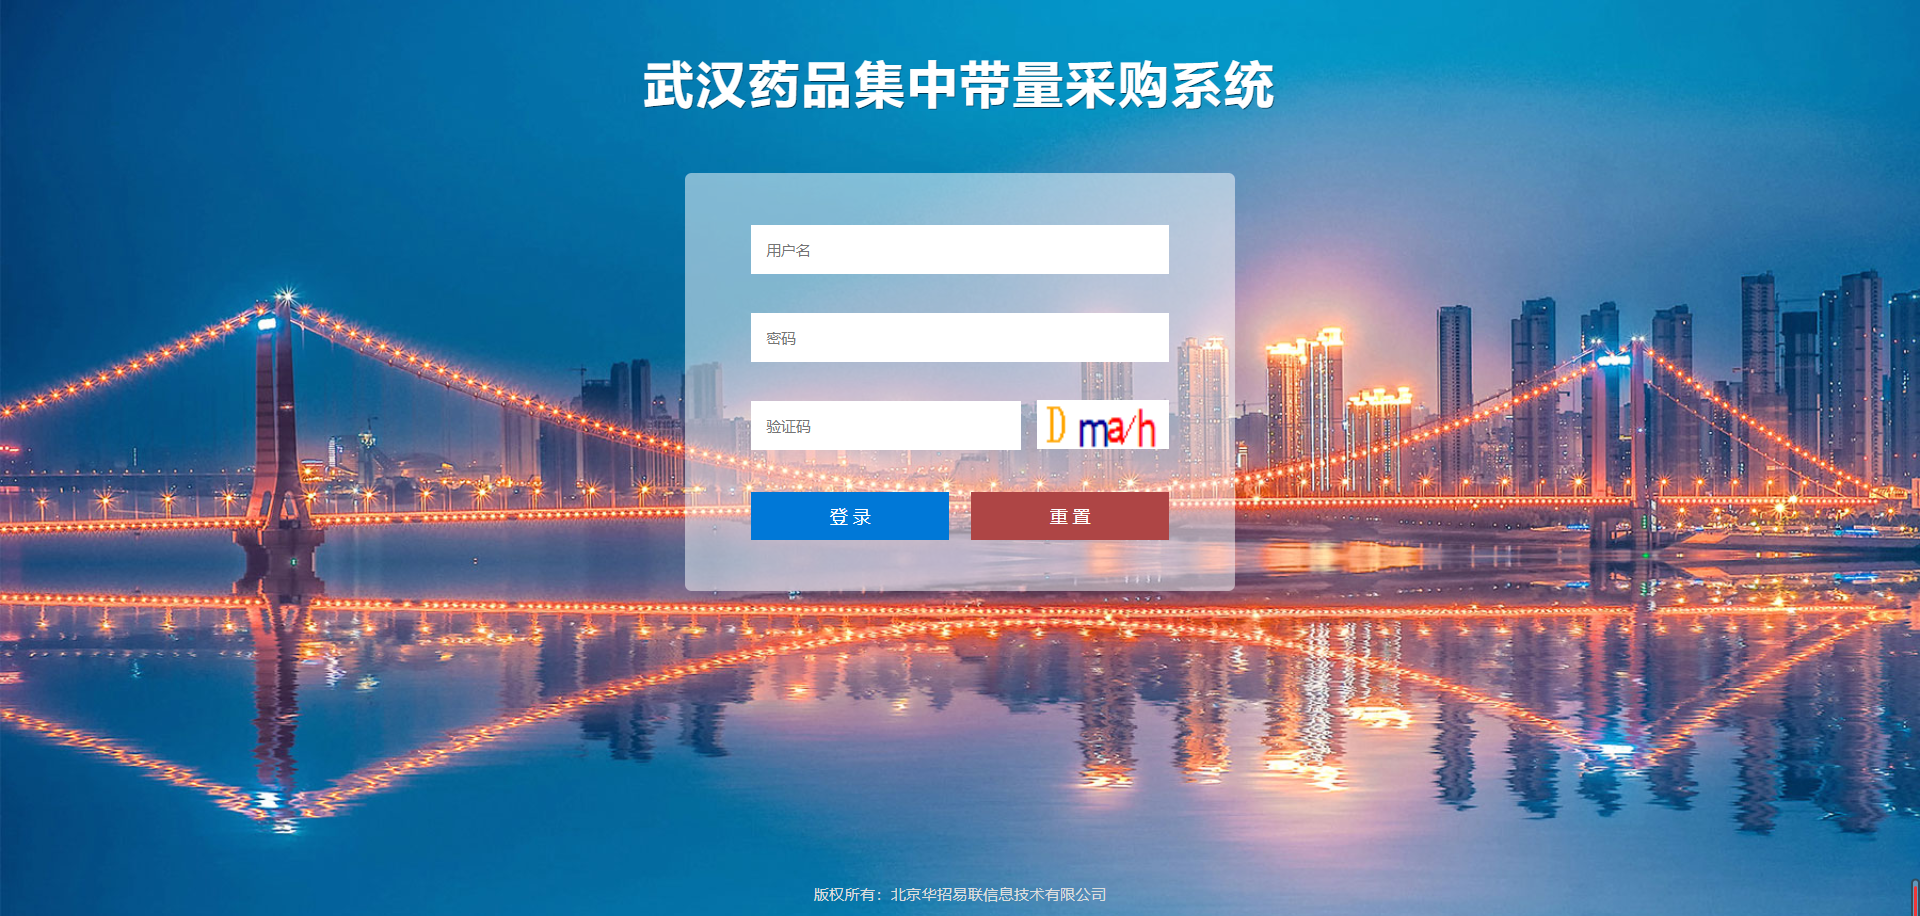 武汉药品集中带量采购系统
用户名
密码
验证码
D ma/h
登 录
重 置
版权所有：北京华招易联信息技术有限公司